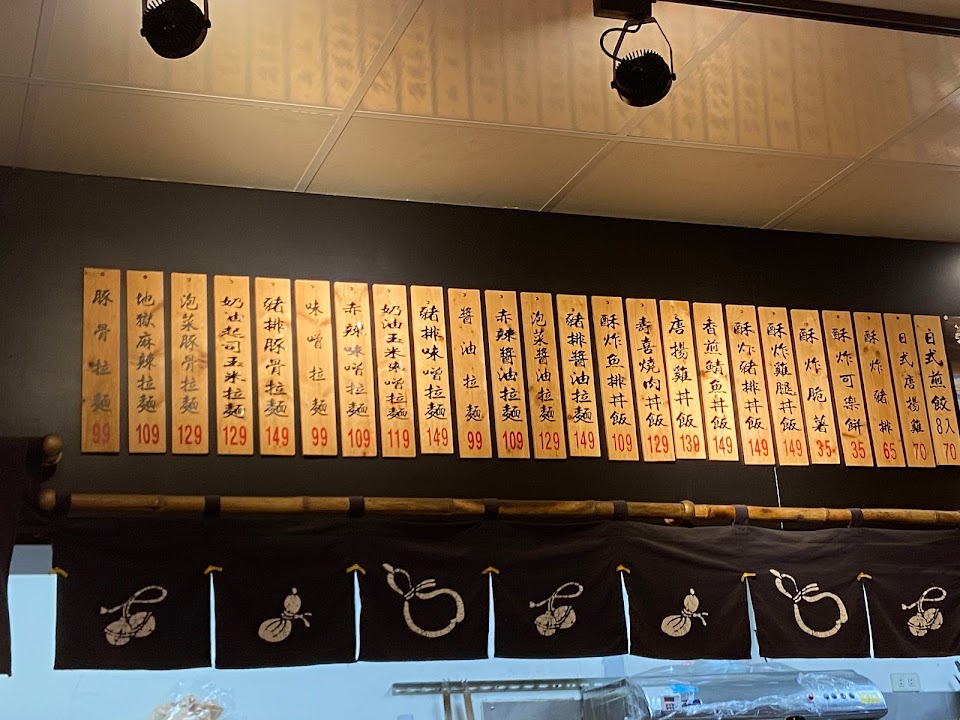 豚骨拉麵 99
地獄麻辣拉麵 109
泡菜豚骨拉麵 129
奶油起司玉米拉麵 129
豬排豚骨拉麵 149
味噌拉麵 99
赤辣味噌拉麵 109
奶油玉米味噌拉麵 119
豬排味噌拉麵 149
醬油拉麵 99
赤辣醬油拉麵 109
泡菜醬油拉麵 129
豬排醬油拉麵 149
酥炸魚排丼飯 109
壽喜燒肉丼飯 129
唐揚雞丼飯 130
香煎鯖魚丼飯 149
酥炸豬排丼飯 149
酥炸雞腿丼飯 149
酥炸脆薯 35
酥炸可樂餅 35
酥炸豬排 65
日式唐揚雞 70
日式煎餃8入 70